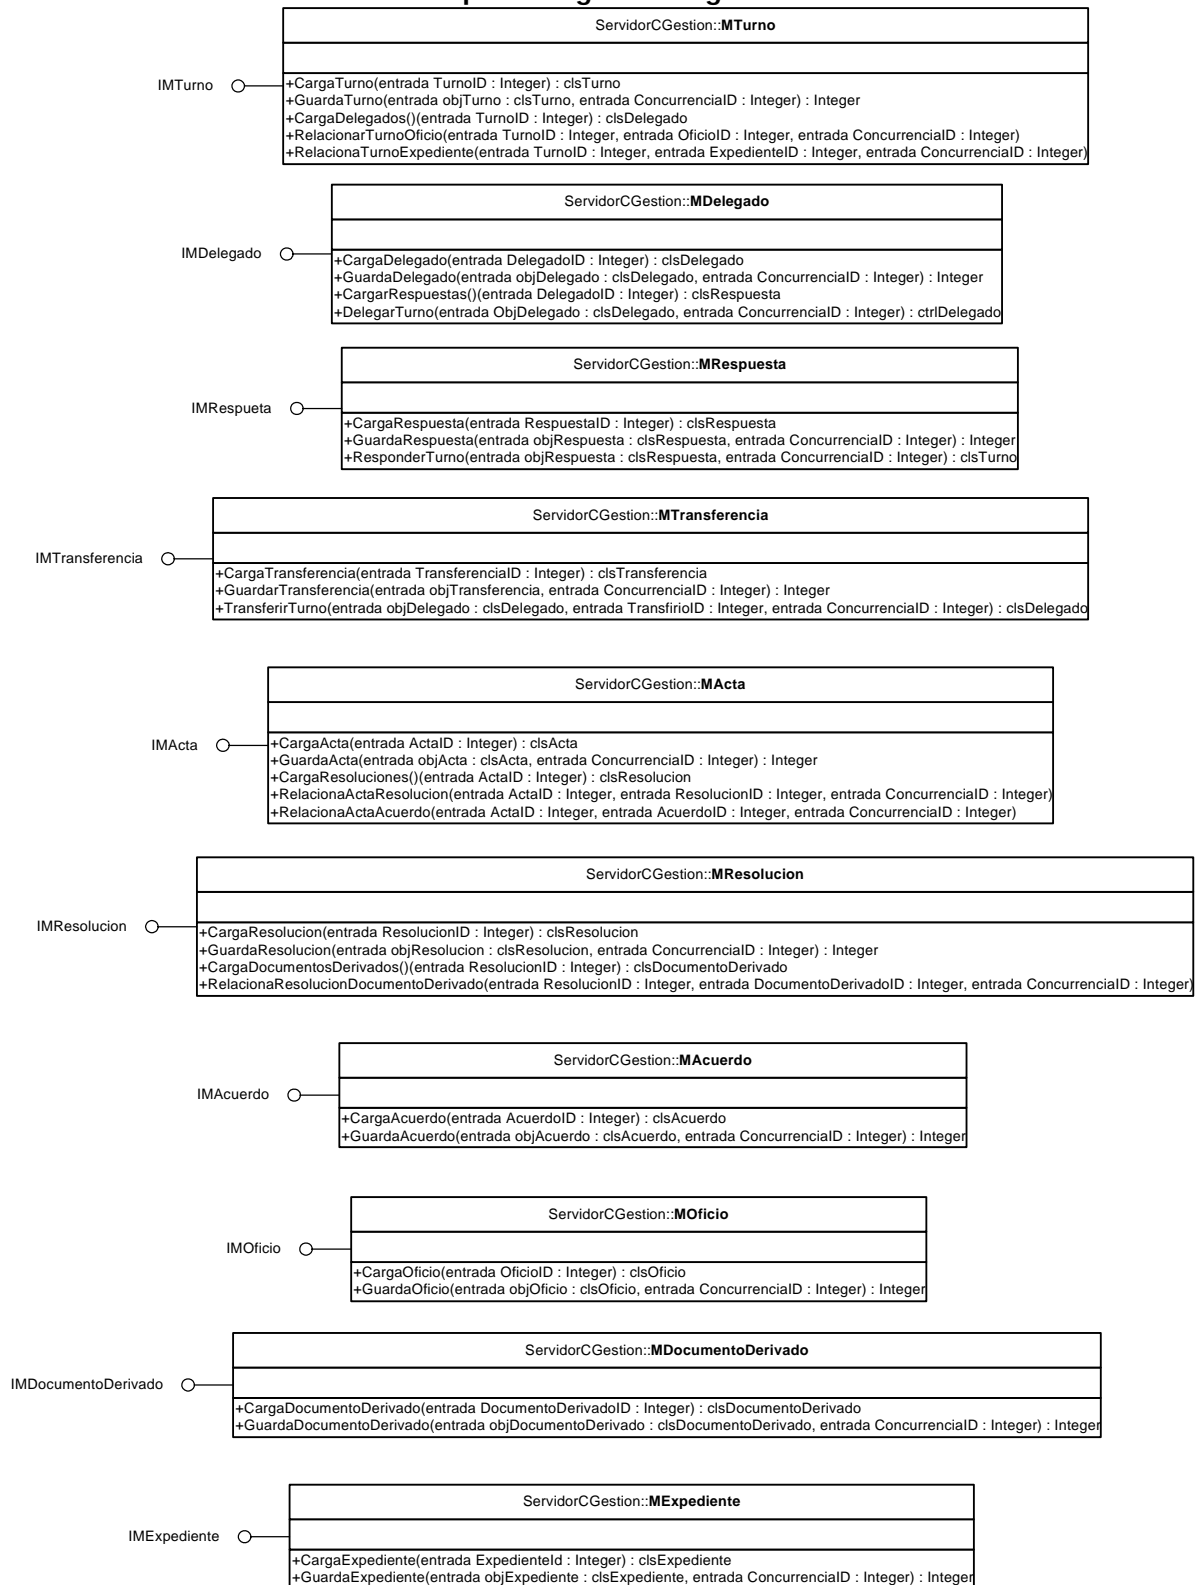 ServidorCGestion::MTurno
IMTurno
+CargaTurno(entrada TurnoID : Integer) : clsTurno
+GuardaTurno(entrada objTurno : clsTurno, entrada ConcurrenciaID : Integer) : Integer
+CargaDelegados()(entrada TurnoID : Integer) : clsDelegado
+RelacionarTurnoOficio(entrada TurnoID : Integer, entrada OficioID : Integer, entrada ConcurrenciaID : Integer)
+RelacionaTurnoExpediente(entrada TurnoID : Integer, entrada ExpedienteID : Integer, entrada ConcurrenciaID : Integer)
ServidorCGestion::MDelegado
IMDelegado
+CargaDelegado(entrada DelegadoID : Integer) : clsDelegado
+GuardaDelegado(entrada objDelegado : clsDelegado, entrada ConcurrenciaID : Integer) : Integer
+CargarRespuestas()(entrada DelegadoID : Integer) : clsRespuesta
+DelegarTurno(entrada ObjDelegado : clsDelegado, entrada ConcurrenciaID : Integer) : ctrlDelegado
ServidorCGestion::MRespuesta
IMRespueta
+CargaRespuesta(entrada RespuestaID : Integer) : clsRespuesta
+GuardaRespuesta(entrada objRespuesta : clsRespuesta, entrada ConcurrenciaID : Integer) : Integer
+ResponderTurno(entrada objRespuesta : clsRespuesta, entrada ConcurrenciaID : Integer) : clsTurno
ServidorCGestion::MTransferencia
IMTransferencia
+CargaTransferencia(entrada TransferenciaID : Integer) : clsTransferencia
+GuardarTransferencia(entrada objTransferencia, entrada ConcurrenciaID : Integer) : Integer
+TransferirTurno(entrada objDelegado : clsDelegado, entrada TransfirioID : Integer, entrada ConcurrenciaID : Integer) : clsDelegado
ServidorCGestion::MActa
IMActa
+CargaActa(entrada ActaID : Integer) : clsActa
+GuardaActa(entrada objActa : clsActa, entrada ConcurrenciaID : Integer) : Integer
+CargaResoluciones()(entrada ActaID : Integer) : clsResolucion
+RelacionaActaResolucion(entrada ActaID : Integer, entrada ResolucionID : Integer, entrada ConcurrenciaID : Integer)
+RelacionaActaAcuerdo(entrada ActaID : Integer, entrada AcuerdoID : Integer, entrada ConcurrenciaID : Integer)
ServidorCGestion::MResolucion
IMResolucion
+CargaResolucion(entrada ResolucionID : Integer) : clsResolucion
+GuardaResolucion(entrada objResolucion : clsResolucion, entrada ConcurrenciaID : Integer) : Integer
+CargaDocumentosDerivados()(entrada ResolucionID : Integer) : clsDocumentoDerivado
+RelacionaResolucionDocumentoDerivado(entrada ResolucionID : Integer, entrada DocumentoDerivadoID : Integer, entrada ConcurrenciaID : Integer)
ServidorCGestion::MAcuerdo
IMAcuerdo
+CargaAcuerdo(entrada AcuerdoID : Integer) : clsAcuerdo
+GuardaAcuerdo(entrada objAcuerdo : clsAcuerdo, entrada ConcurrenciaID : Integer) : Integer
ServidorCGestion::MOficio
IMOficio
+CargaOficio(entrada OficioID : Integer) : clsOficio
+GuardaOficio(entrada objOficio : clsOficio, entrada ConcurrenciaID : Integer) : Integer
ServidorCGestion::MDocumentoDerivado
IMDocumentoDerivado
+CargaDocumentoDerivado(entrada DocumentoDerivadoID : Integer) : clsDocumentoDerivado
+GuardaDocumentoDerivado(entrada objDocumentoDerivado : clsDocumentoDerivado, entrada ConcurrenciaID : Integer) : Integer
ServidorCGestion::MExpediente
IMExpediente
+CargaExpediente(entrada ExpedienteId : Integer) : clsExpediente
+GuardaExpediente(entrada objExpediente : clsExpediente, entrada ConcurrenciaID : Integer) : Integer